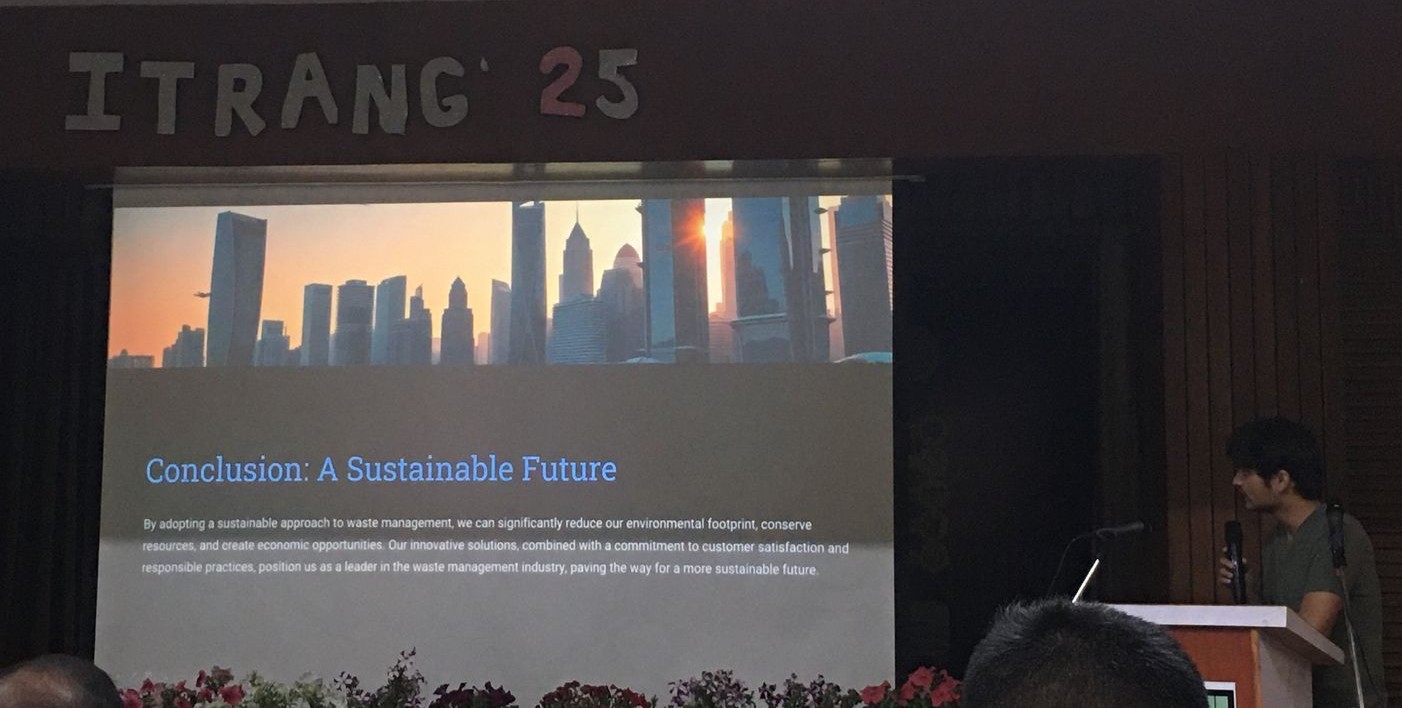 ITRANG' 25
Conclusion: A Sustainable Future
By adopting a sustainable approach to waste management, we can significantly reduce our environmental footprint, conserve
resources, and create economic opportunities. Our innovative solutions, combined with a commitment to customer satisfaction and
responsible practices, position us as a leader in the waste management industry, paving the way for a more sustainable future.